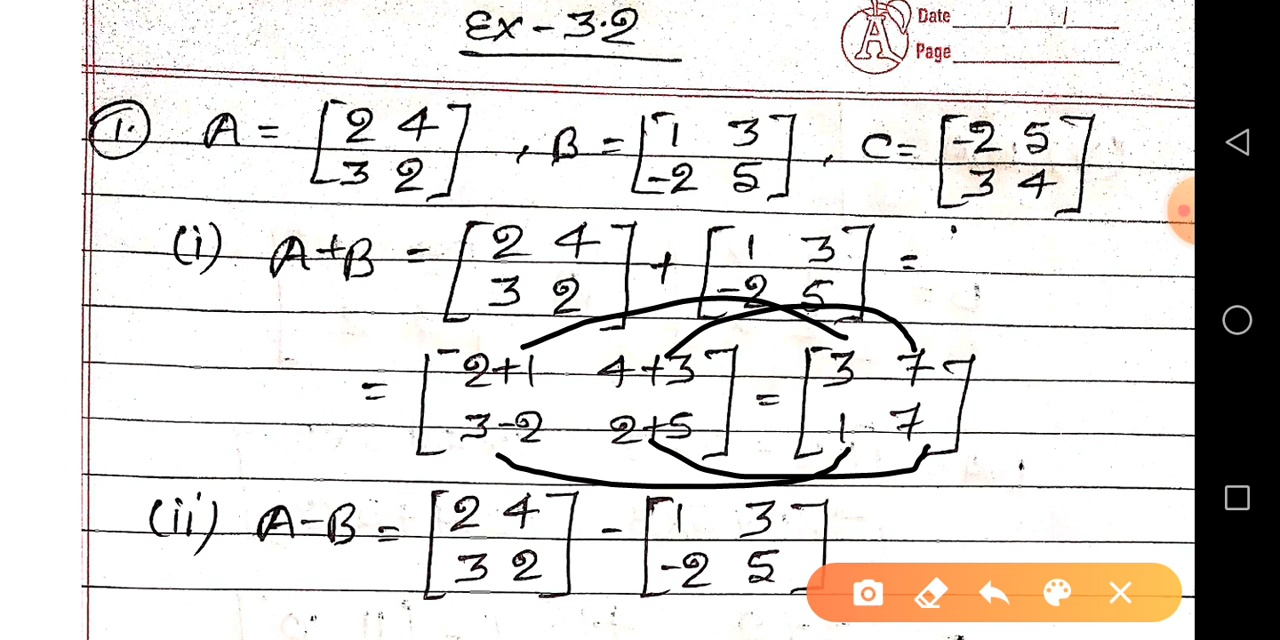 Ex - 3.2
Date / /
Page
1. A = [2 4 3 2] , B = [1 3 -2 5] , C = [-2 5 3 4]
(i) A+B = [2 4 3 2] + [1 3 -2 5] =
= [2+1 4+3 3-2 2+5] = [3 7 1 7]
(ii) A-B = [2 4 3 2] - [1 3 -2 5]